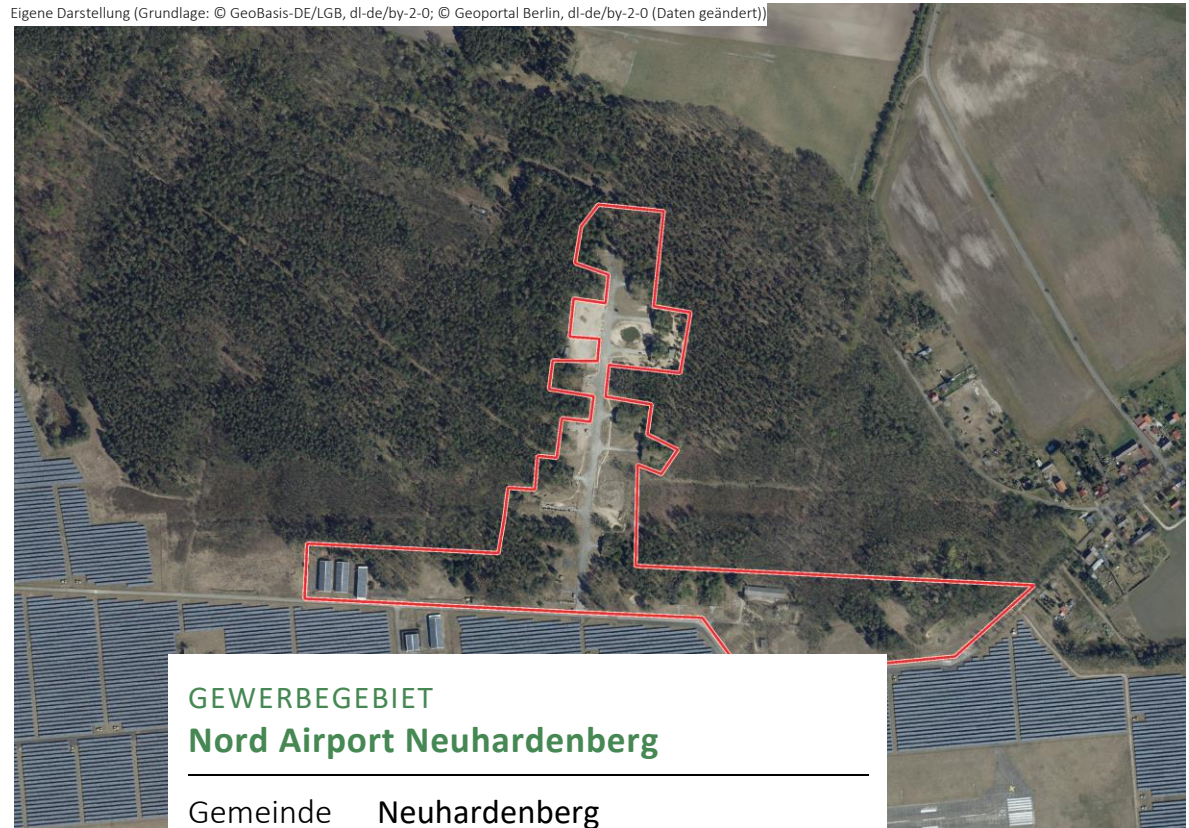 Eigene Darstellung (Grundlage: © GeoBasis-DE/LGB, dl-de/by-2-0; © Geoportal Berlin, dl-de/by-2-0 (Daten geändert))
GEWERBEGEBIET
Nord Airport Neuhardenberg
Gemeinde Neuhardenberg